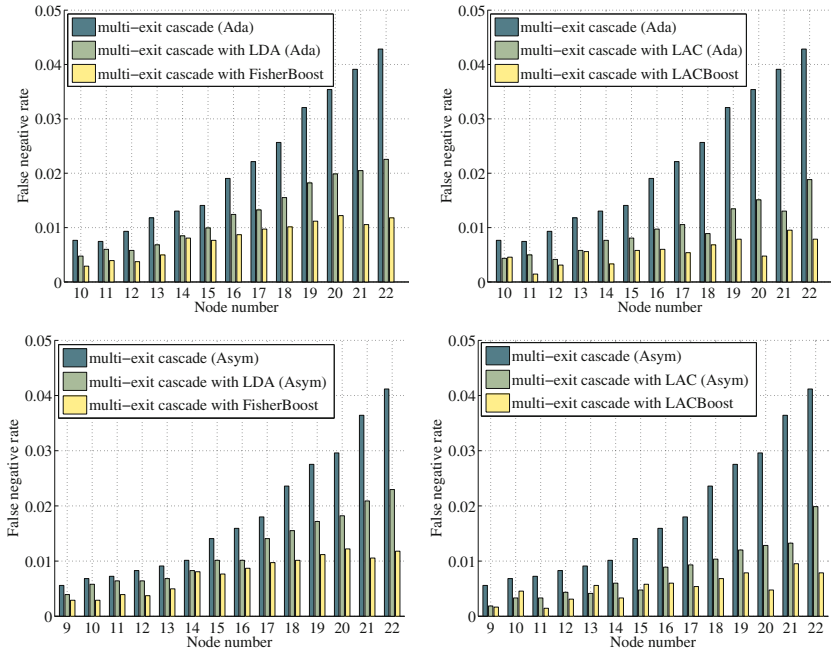 0.05
0.04
0.03
0.02
0.01
0
False negative rate
multi−exit cascade (Ada)
multi−exit cascade with LDA (Ada)
multi−exit cascade with FisherBoost
10 11 12 13 14 15 16 17 18 19 20 21 22
Node number
0.05
0.04
0.03
0.02
0.01
0
False negative rate
multi−exit cascade (Ada)
multi−exit cascade with LAC (Ada)
multi−exit cascade with LACBoost
10 11 12 13 14 15 16 17 18 19 20 21 22
Node number
0.05
0.04
0.03
0.02
0.01
0
False negative rate
multi−exit cascade (Asym)
multi−exit cascade with LDA (Asym)
multi−exit cascade with FisherBoost
9 10 11 12 13 14 15 16 17 18 19 20 21 22
Node number
0.05
0.04
0.03
0.02
0.01
0
False negative rate
multi−exit cascade (Asym)
multi−exit cascade with LAC (Asym)
multi−exit cascade with LACBoost
9 10 11 12 13 14 15 16 17 18 19 20 21 22
Node number